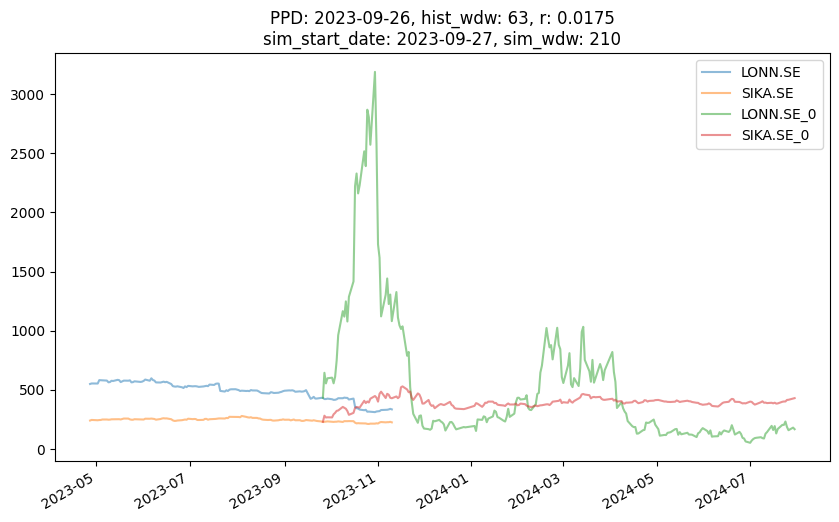 PPD: 2023-09-26, hist_wdw: 63, r: 0.0175
sim_start_date: 2023-09-27, sim_wdw: 210
LONN.SE
SIKA.SE
LONN.SE_0
SIKA.SE_0
3000
2500
2000
1500
1000
500
0
2023-05
2023-07
2023-09
2023-11
2024-01
2024-03
2024-05
2024-07